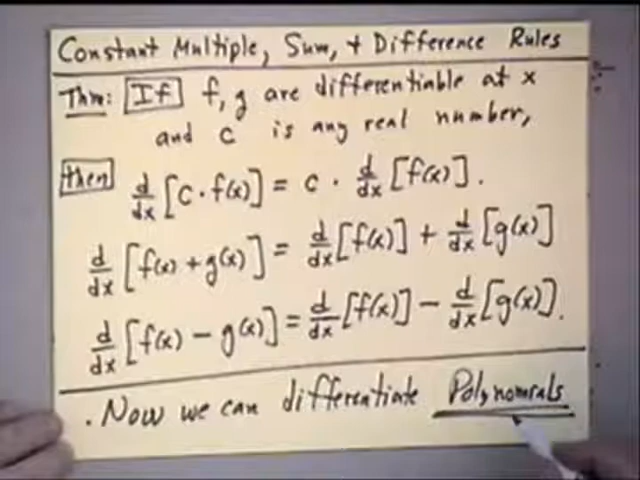 Constant Multiple, Sum, + Difference Rules
Thm: If f, g are differentiable at x
and c is any real number,
then d/dx [c · f(x)] = c · d/dx [f(x)].
d/dx [f(x) + g(x)] = d/dx [f(x)] + d/dx [g(x)]
d/dx [f(x) − g(x)] = d/dx [f(x)] − d/dx [g(x)].
. Now we can differentiate Polynomials